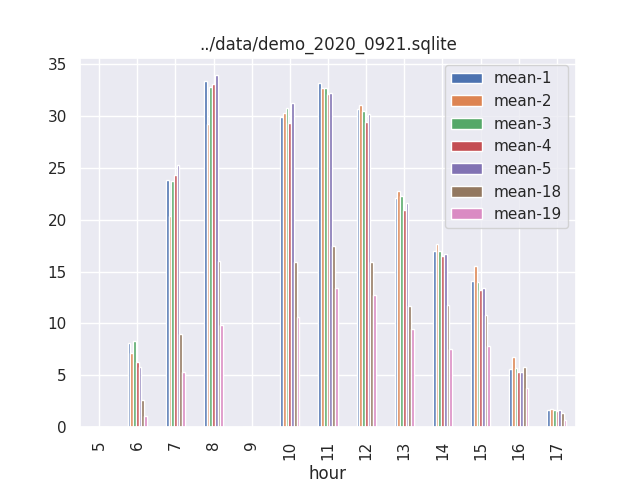 ../data/demo_2020_0921.sqlite
35
30
25
20
15
10
5
0
mean-1
mean-2
mean-3
mean-4
mean-5
mean-18
mean-19
5 6 7 8 9 10 11 12 13 14 15 16 17
hour